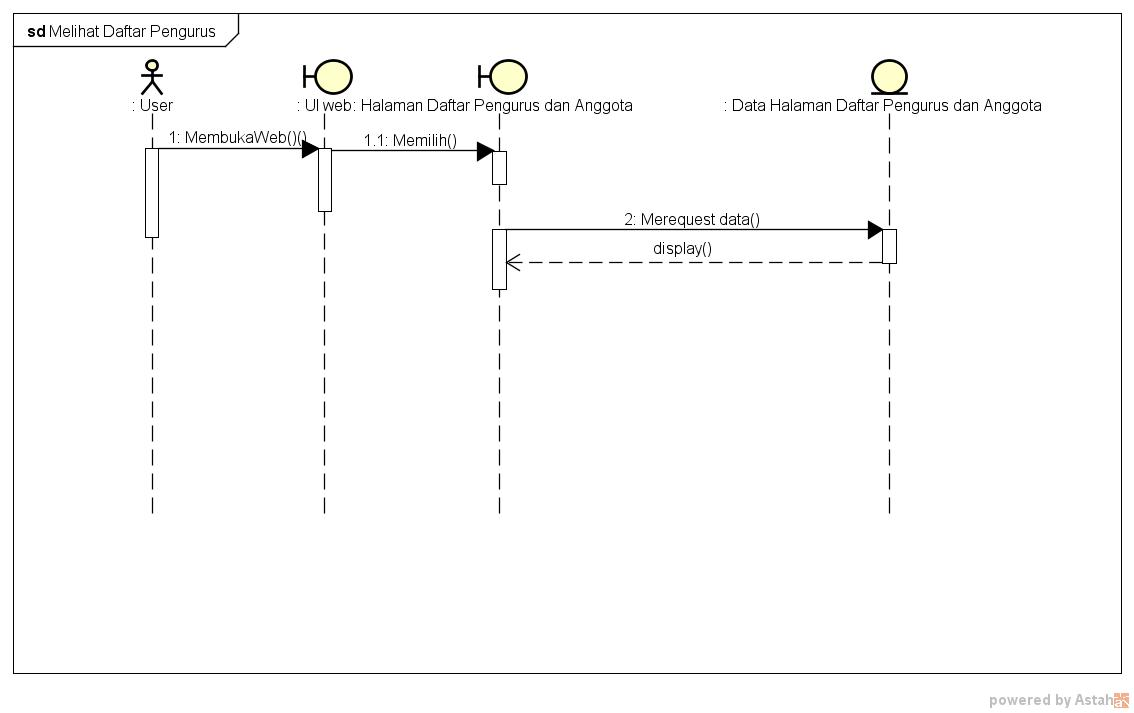 sd Melihat Daftar Pengurus
: User
: UI web
: Halaman Daftar Pengurus dan Anggota
: Data Halaman Daftar Pengurus dan Anggota
1: MembukaWeb()()
1.1: Memilih()
2: Merequest data()
display()
powered by Astah